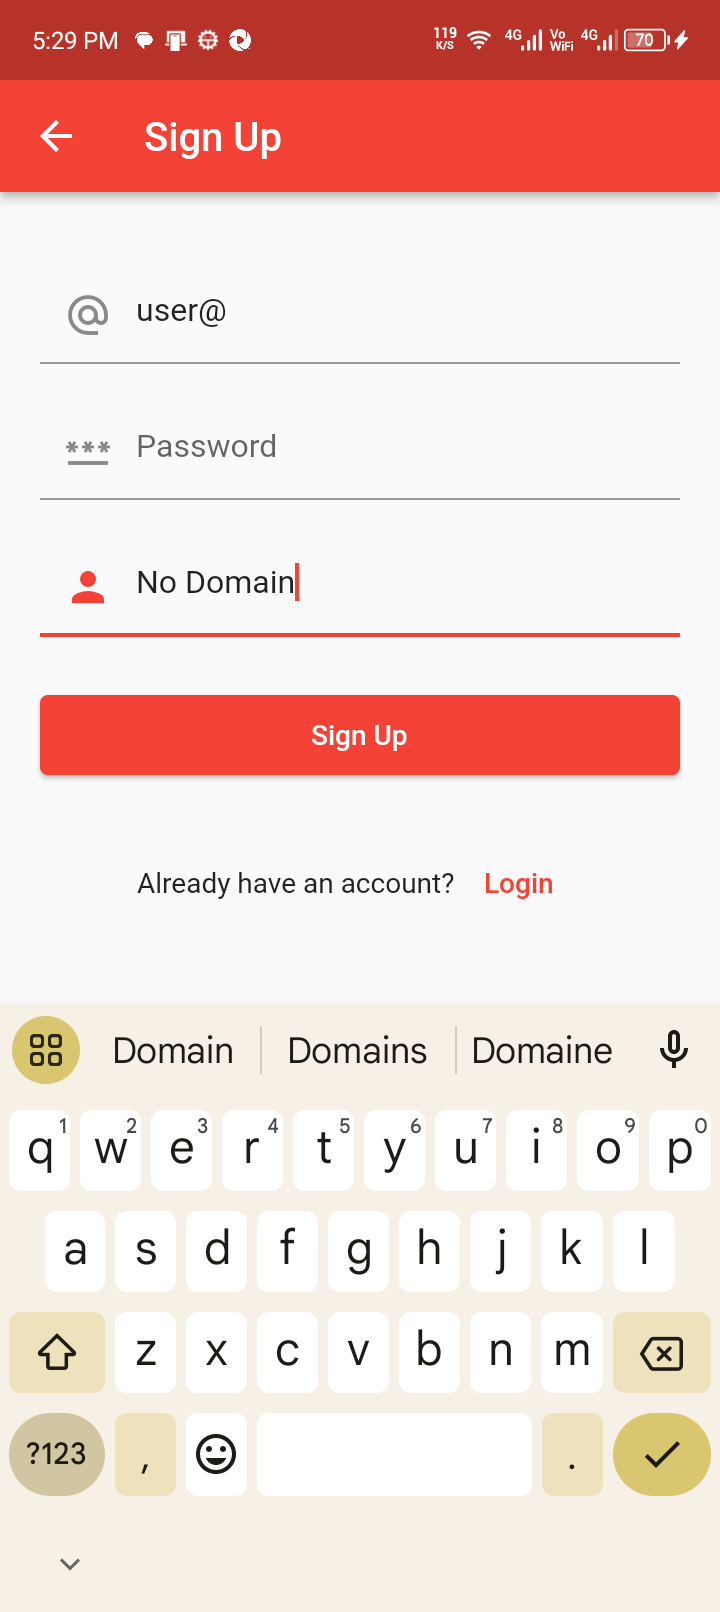 5:29 PM 119 K/S 4G Vo WiFi 4G 70
Sign Up
user@
*** Password
No Domain
Sign Up
Already have an account? Login
Domain Domains Domaine
q1 w2 e3 r4 t5 y6 u7 i8 o9 p0
a s d f g h j k l
z x c v b n m
?123 , .